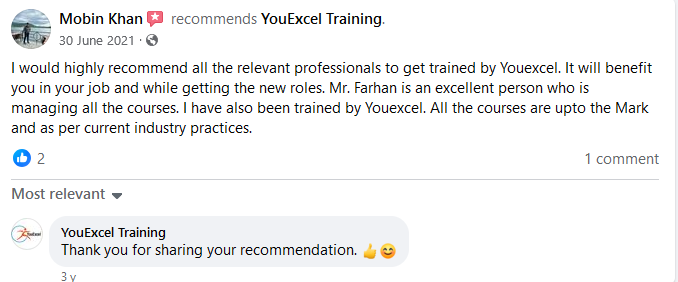 Mobin Khan recommends YouExcel Training.
30 June 2021 ·
I would highly recommend all the relevant professionals to get trained by Youexcel. It will benefit
you in your job and while getting the new roles. Mr. Farhan is an excellent person who is
managing all the courses. I have also been trained by Youexcel. All the courses are upto the Mark
and as per current industry practices.
2 1 comment
Most relevant
YouExcel Training
Thank you for sharing your recommendation. 👍😊
3 y